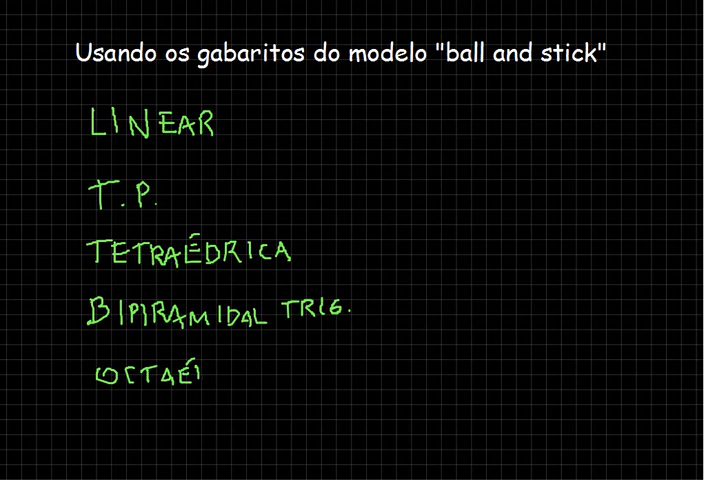 Usando os gabaritos do modelo "ball and stick"
LINEAR
T.P.
TETRAÉDRICA
BIPIRAMIDAL TRIG.
OCTAÉ